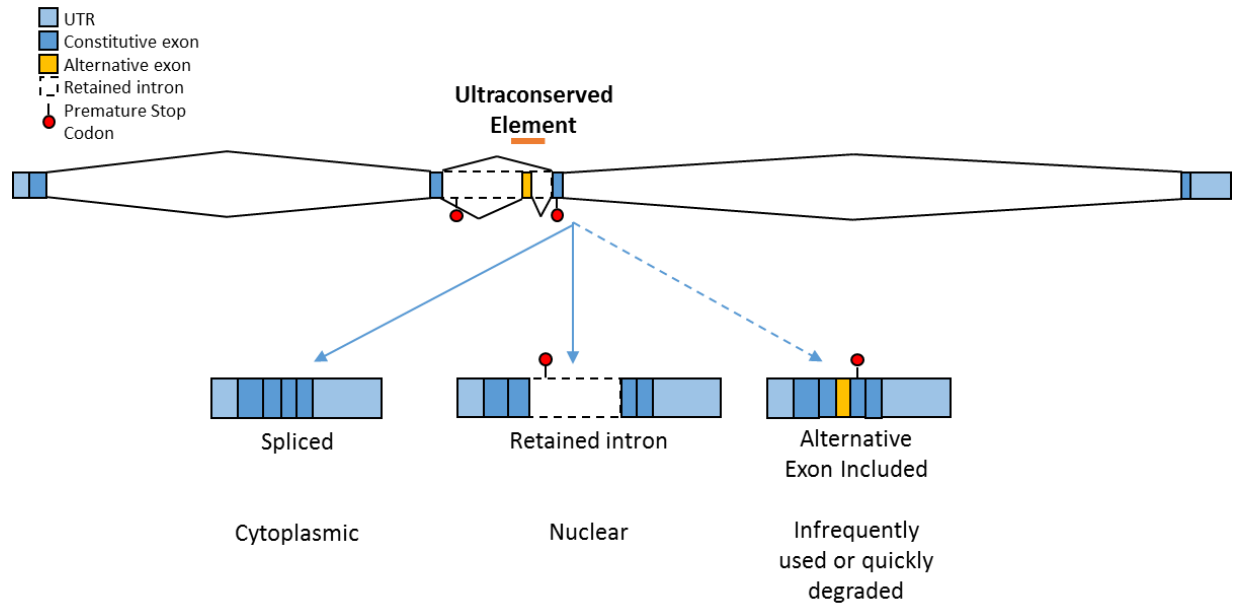 UTR
Constitutive exon
Alternative exon
Retained intron
Premature Stop
Codon
Ultraconserved
Element
Spliced
Retained intron
Alternative
Exon Included
Cytoplasmic
Nuclear
Infrequently
used or quickly
degraded